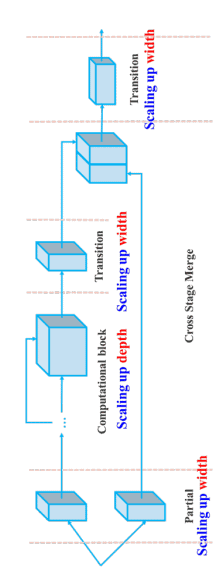 Partial
Scaling up width
...
Computational block
Scaling up depth
Transition
Scaling up width
Cross Stage Merge
Transition
Scaling up width